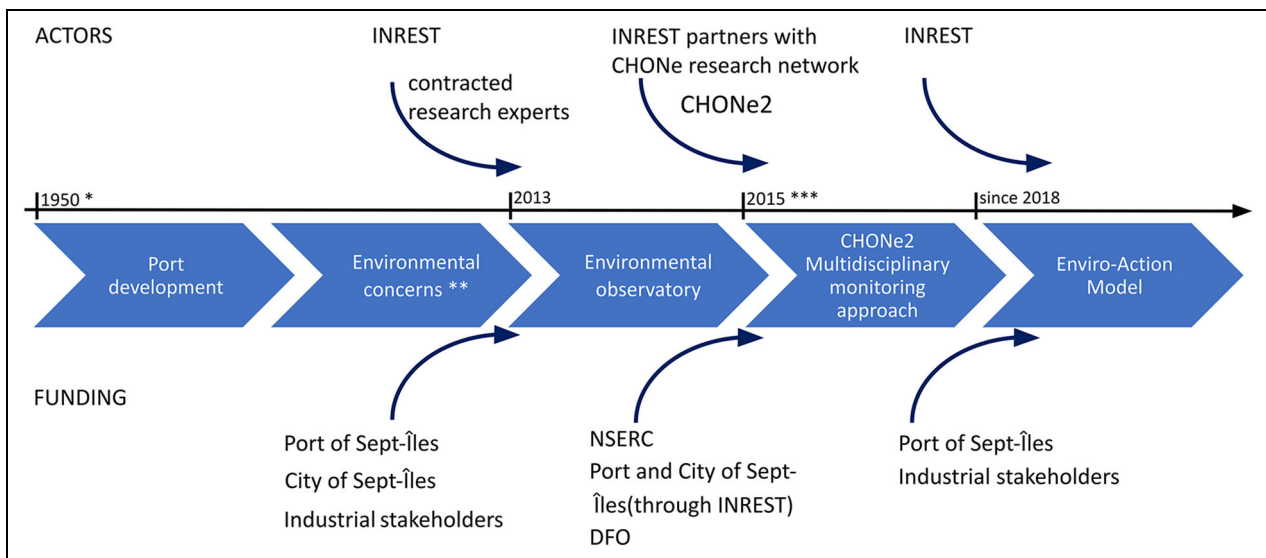 ACTORS
INREST
contracted
research experts
INREST partners with
CHONe research network
CHONe2
INREST
1950 *
2013
2015 ***
since 2018
Port
development
Environmental
concerns **
Environmental
observatory
CHONe2
Multidisciplinary
monitoring
approach
Enviro-Action
Model
FUNDING
Port of Sept-Îles
City of Sept-Îles
Industrial stakeholders
NSERC
Port and City of Sept-
Îles(through INREST)
DFO
Port of Sept-Îles
Industrial stakeholders